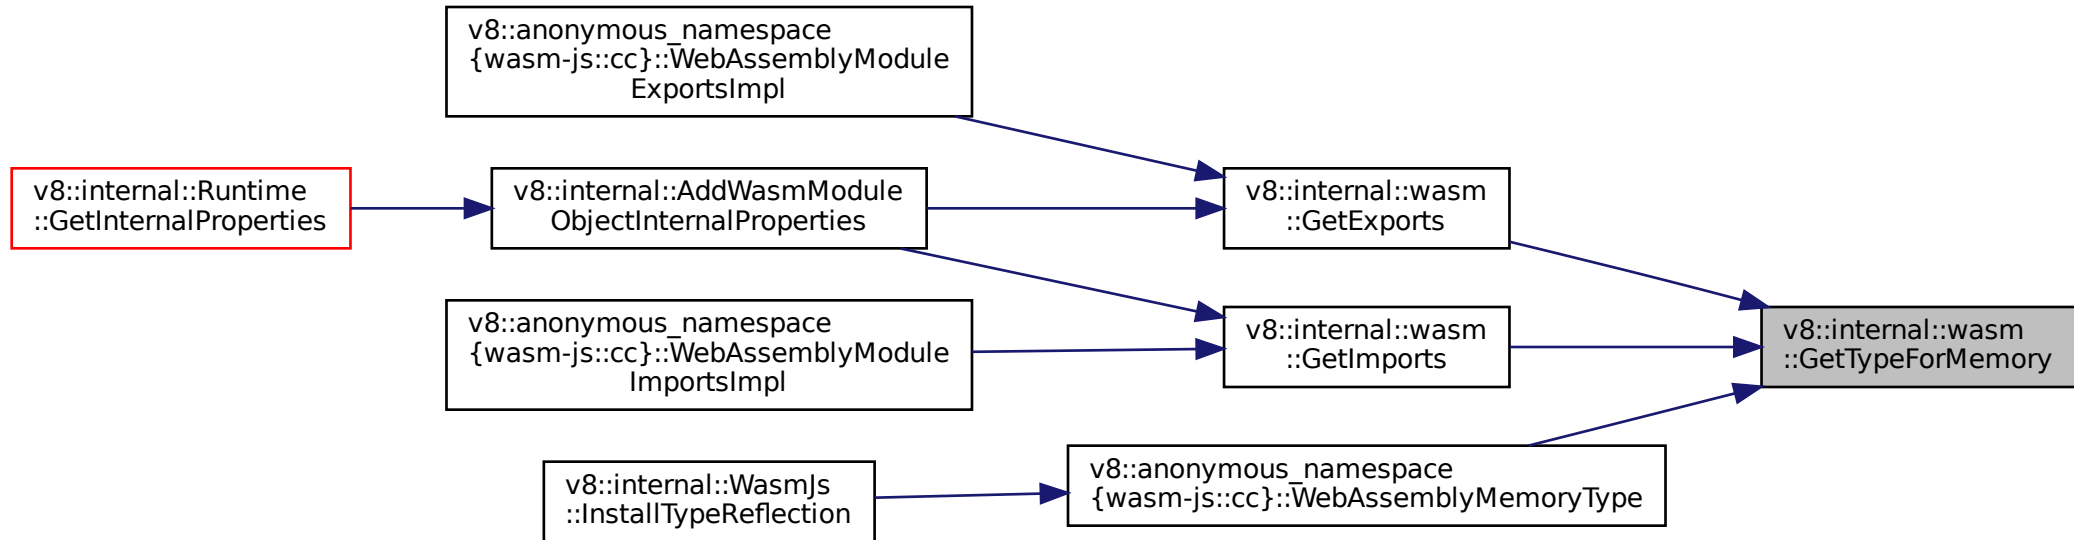 v8::anonymous_namespace
{wasm-js::cc}::WebAssemblyModule
ExportsImpl
v8::internal::Runtime
::GetInternalProperties
v8::internal::AddWasmModule
ObjectInternalProperties
v8::internal::wasm
::GetExports
v8::anonymous_namespace
{wasm-js::cc}::WebAssemblyModule
ImportsImpl
v8::internal::wasm
::GetImports
v8::internal::wasm
::GetTypeForMemory
v8::internal::WasmJs
::InstallTypeReflection
v8::anonymous_namespace
{wasm-js::cc}::WebAssemblyMemoryType